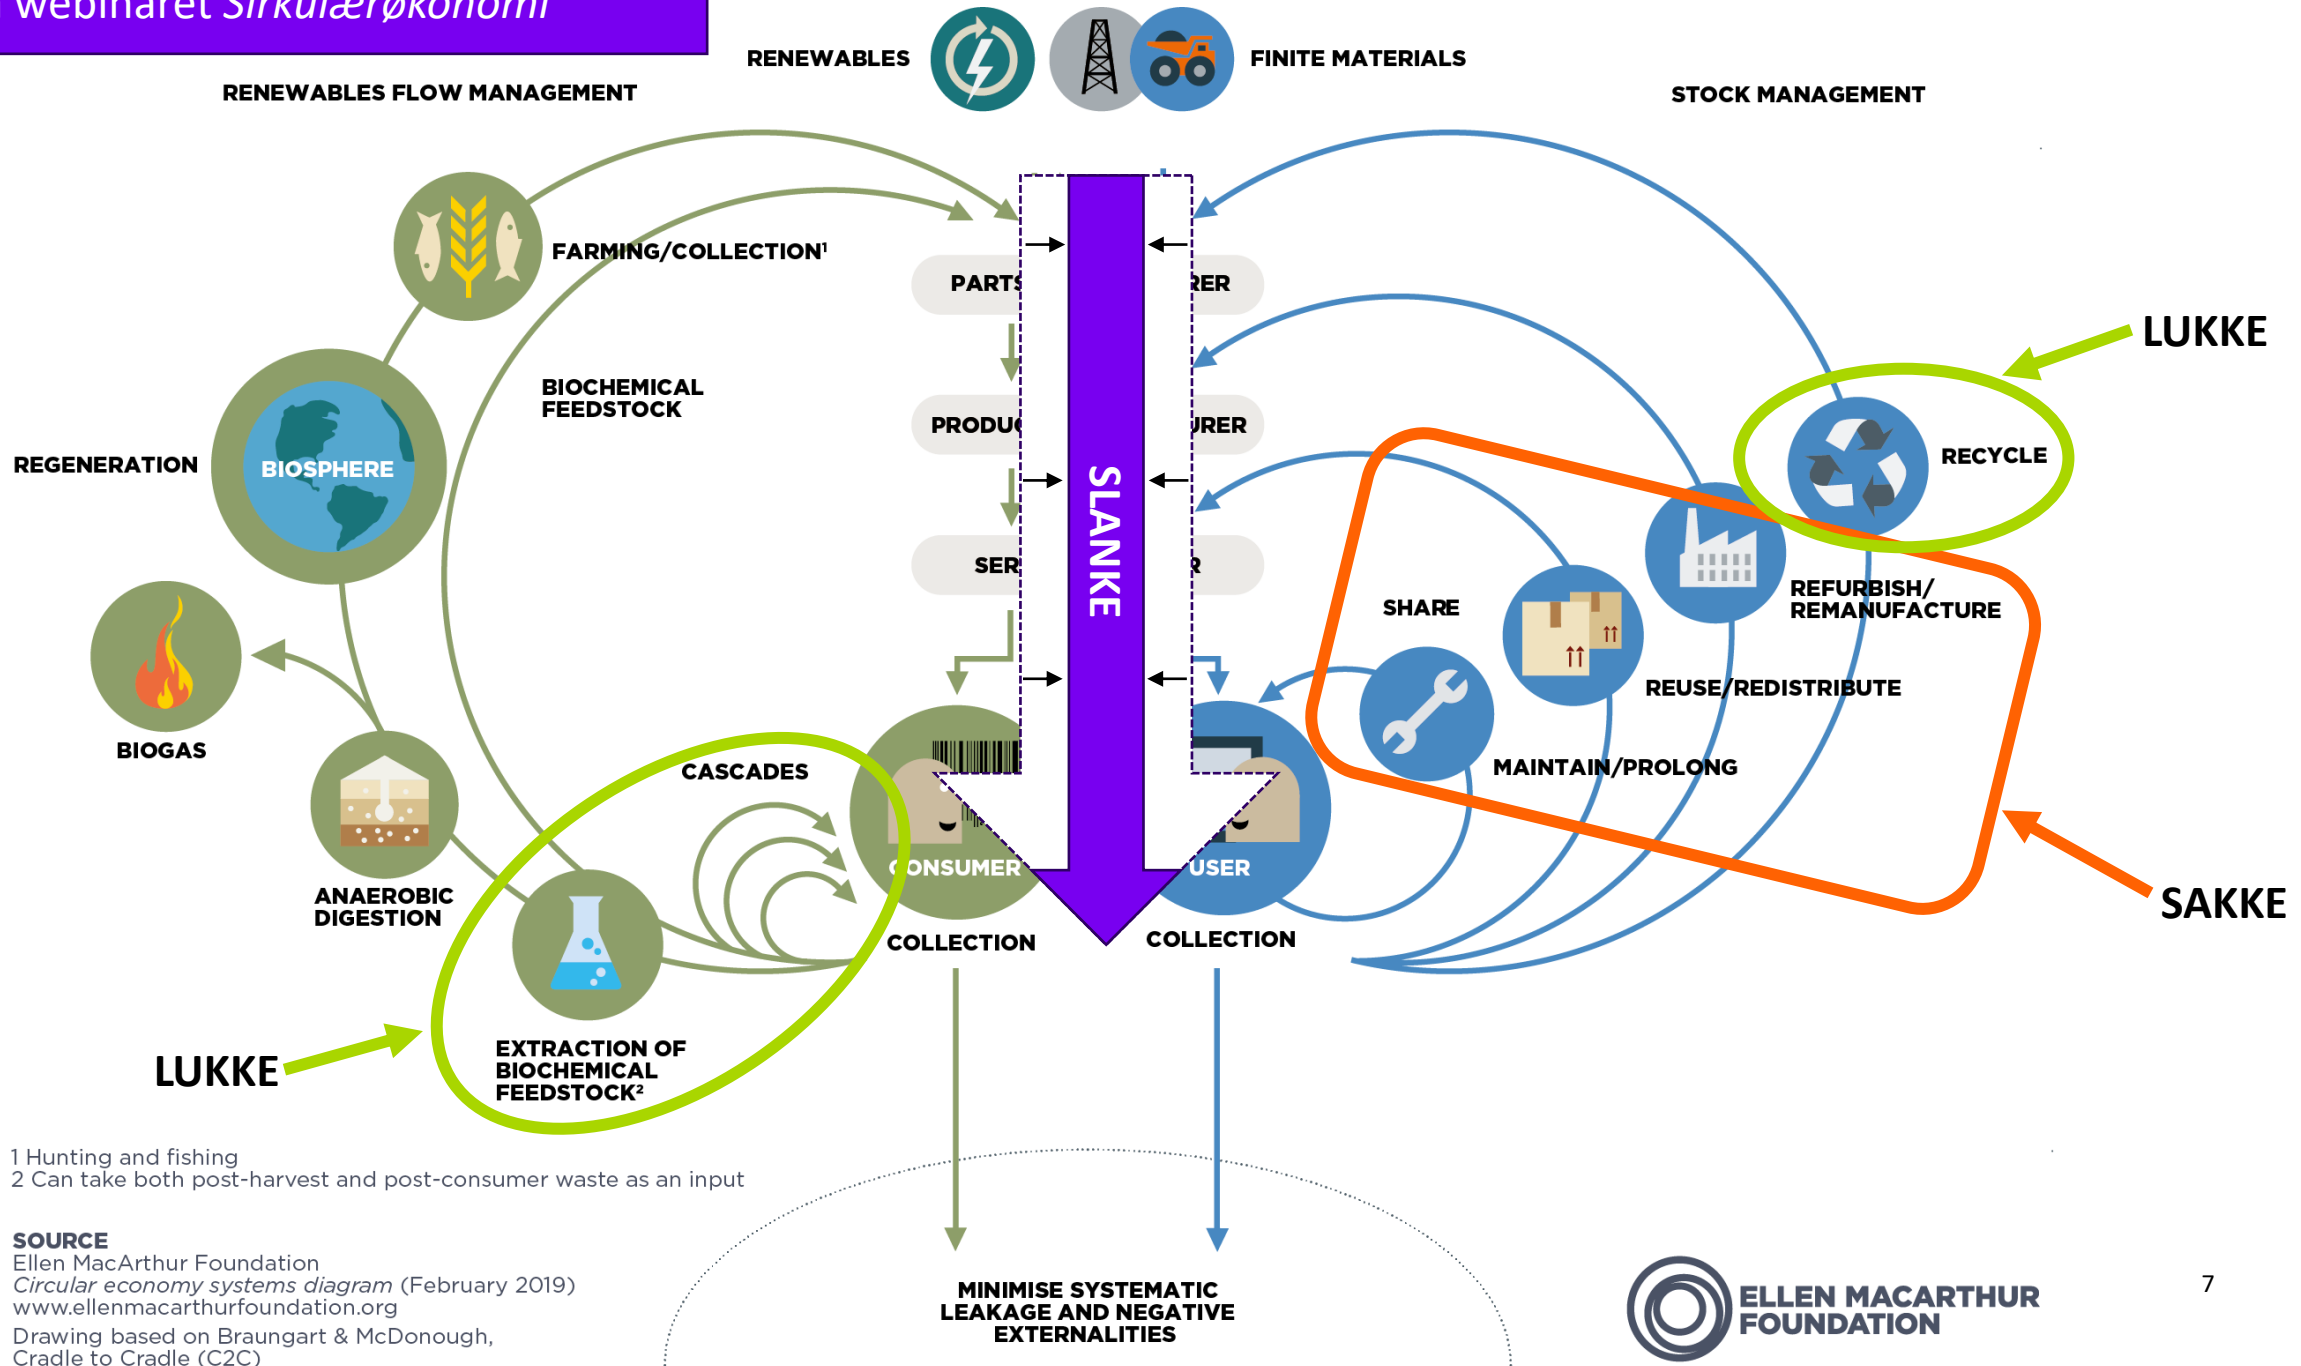 webinaret Sirkulærøkonomi
RENEWABLES
FINITE MATERIALS
RENEWABLES FLOW MANAGEMENT
STOCK MANAGEMENT
FARMING/COLLECTION¹
PARTS
RER
LUKKE
BIOCHEMICAL
FEEDSTOCK
PRODU
URER
RECYCLE
REGENERATION
BIOSPHERE
SLANKE
SER
R
SHARE
REFURBISH/
REMANUFACTURE
REUSE/REDISTRIBUTE
BIOGAS
CASCADES
MAINTAIN/PROLONG
CONSUMER
USER
ANAEROBIC
DIGESTION
SAKKE
COLLECTION
COLLECTION
LUKKE
EXTRACTION OF
BIOCHEMICAL
FEEDSTOCK²
1 Hunting and fishing
2 Can take both post-harvest and post-consumer waste as an input
SOURCE
Ellen MacArthur Foundation
Circular economy systems diagram (February 2019)
www.ellenmacarthurfoundation.org
Drawing based on Braungart & McDonough,
Cradle to Cradle (C2C)
MINIMISE SYSTEMATIC
LEAKAGE AND NEGATIVE
EXTERNALITIES
ELLEN MACARTHUR
FOUNDATION
7